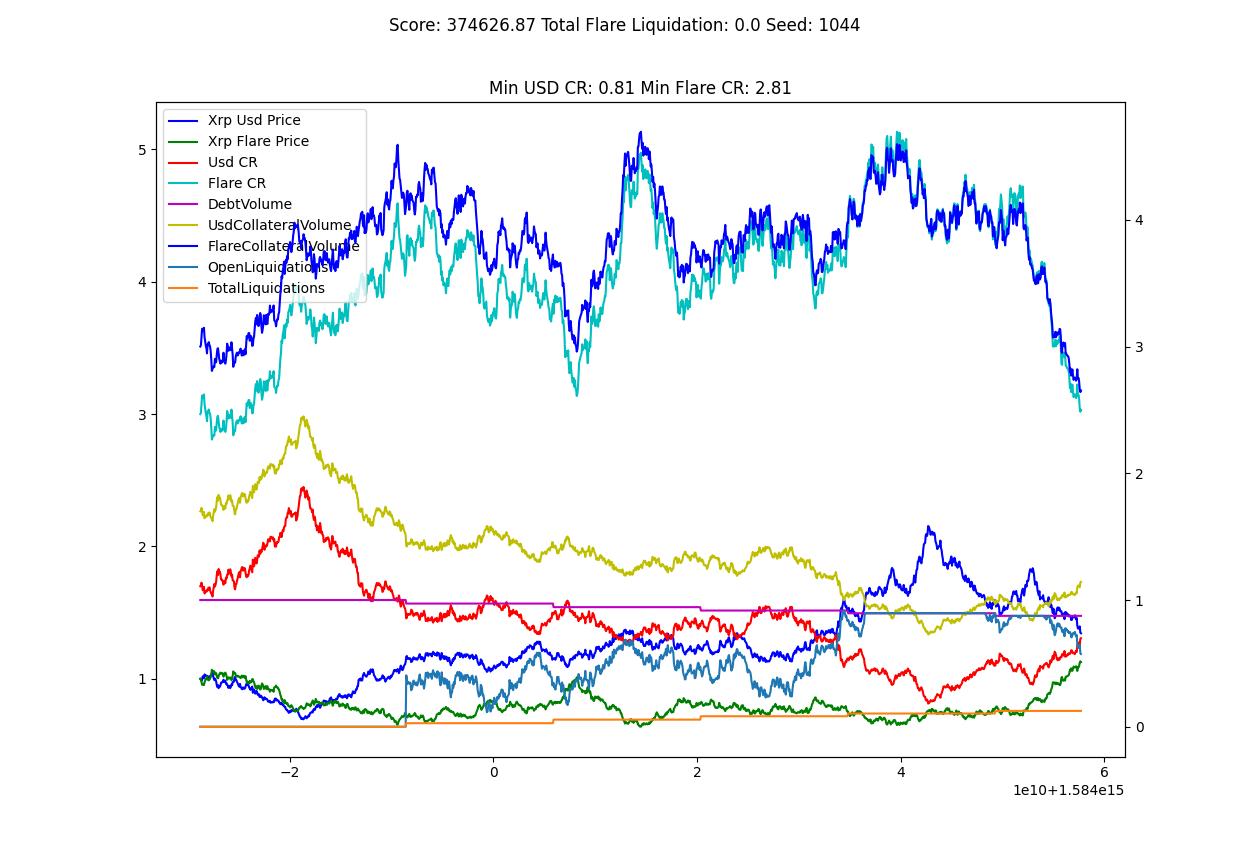 Score: 374626.87 Total Flare Liquidation: 0.0 Seed: 1044
Min USD CR: 0.81 Min Flare CR: 2.81
Xrp Usd Price
Xrp Flare Price
Usd CR
Flare CR
DebtVolume
UsdCollateralVolume
FlareCollateralVolume
OpenLiquidations
TotalLiquidations
5
4
3
2
1
4
3
2
1
0
−2
0
2
4
6
1e10+1.584e15